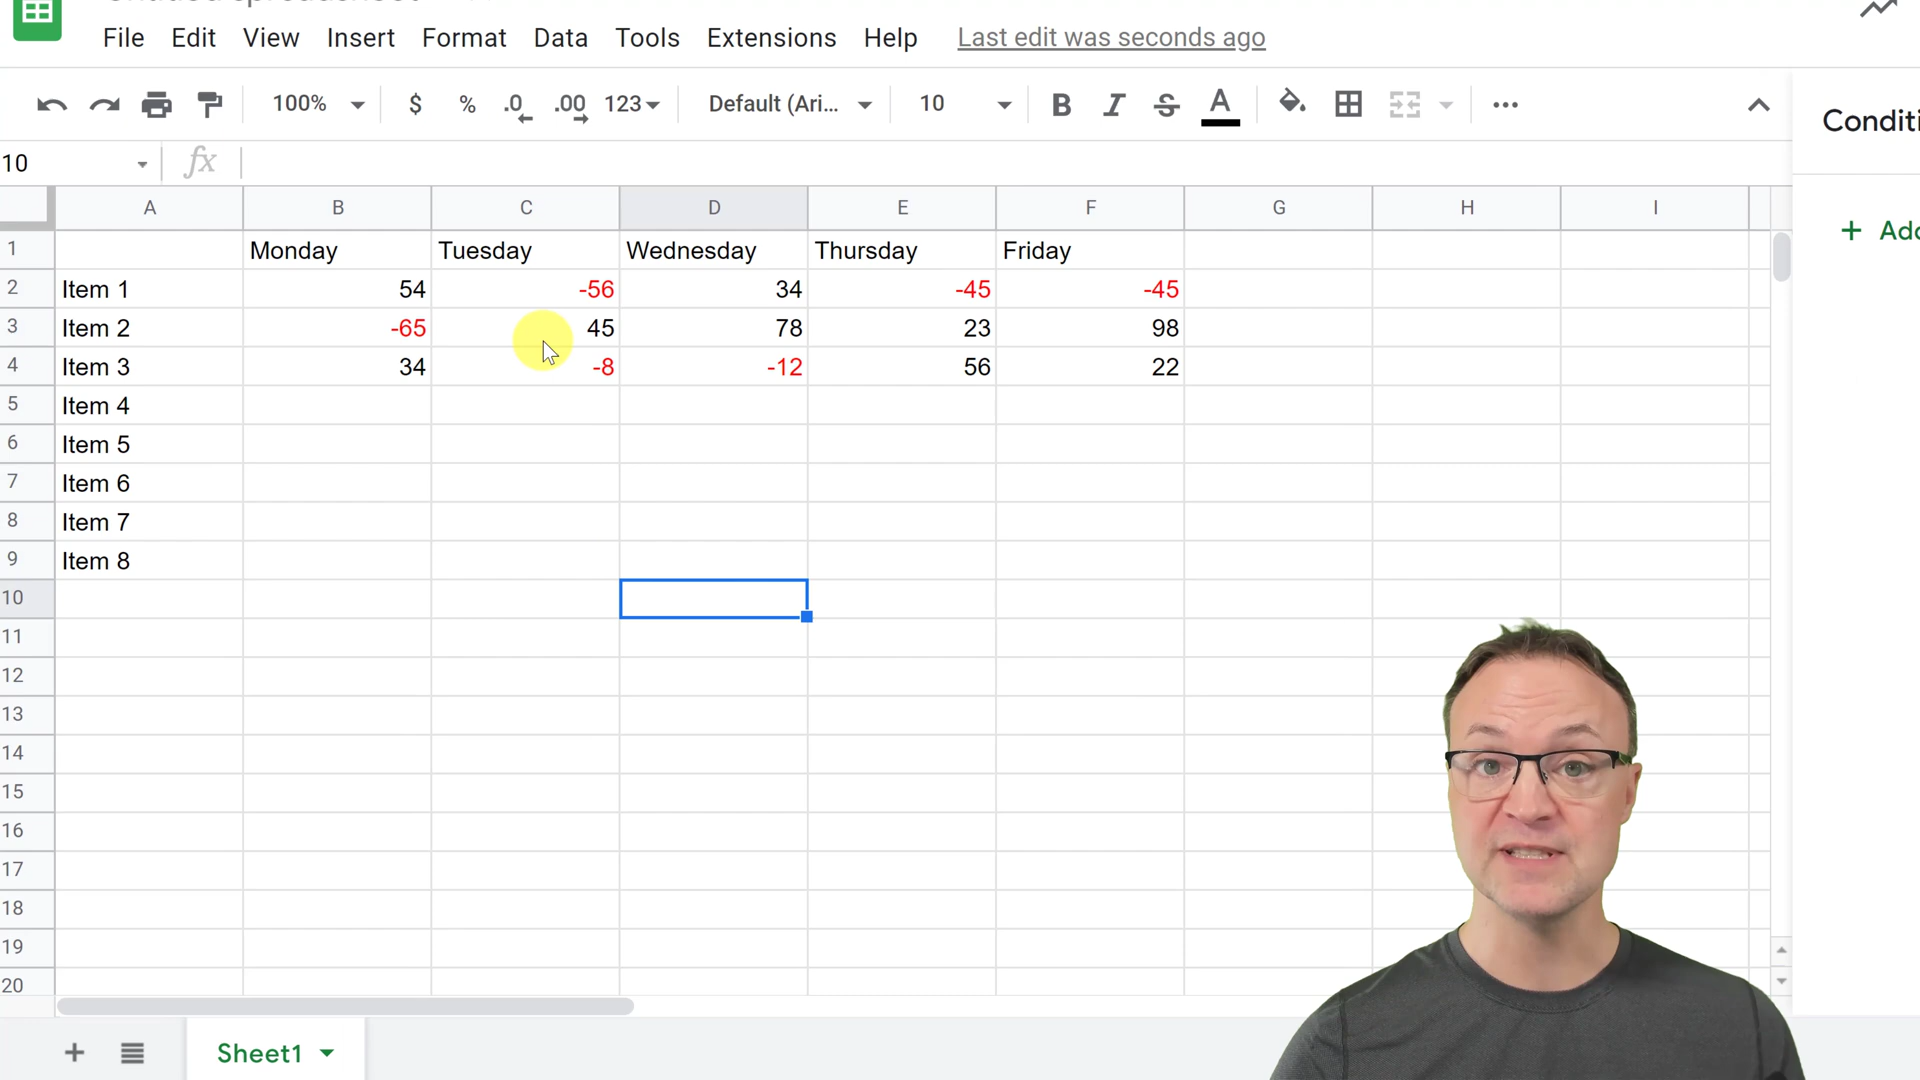 File Edit View Insert Format Data Tools Extensions Help Last edit was seconds ago
100% $ % .0 .00 123 Default (Ari... 10 B I S A ...
Conditi
10 fx
+ Add
A B C D E F G H I
1 Monday Tuesday Wednesday Thursday Friday
2 Item 1 54 -56 34 -45 -45
3 Item 2 -65 45 78 23 98
4 Item 3 34 -8 -12 56 22
5 Item 4
6 Item 5
7 Item 6
8 Item 7
9 Item 8
10
11
12
13
14
15
16
17
18
19
20
+ Sheet1